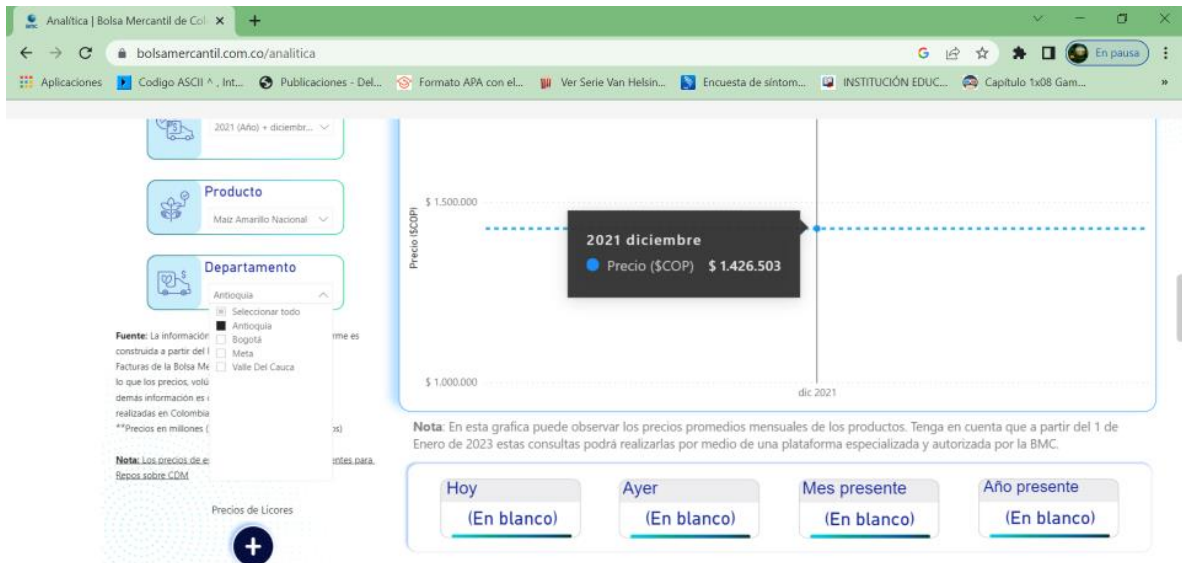 Analítica | Bolsa Mercantil de Col
bolsamercantil.com.co/analitica
En pausa
Aplicaciones
Codigo ASCII ^ , Int...
Publicaciones - Del...
Formato APA con el...
Ver Serie Van Helsin...
Encuesta de síntom...
INSTITUCIÓN EDUC...
Capítulo 1x08 Gam...
»
2021 (Año) + diciembr...
Producto
Maiz Amarillo Nacional
Departamento
Antioquia
Seleccionar todo
Antioquia
Bogotá
Meta
Valle Del Cauca
Fuente: La información rme es
construida a partir del
Facturas de la Bolsa Me
lo que los precios, volú
demás información es
realizadas en Colombia
**Precios en millones ( os)
Nota: Los precios de e entes para
Repos sobre CDM
Precios de Licores
Precio ($COP)
$ 1.500.000
2021 diciembre
Precio ($COP) $ 1.426.503
$ 1.000.000
dic 2021
Nota: En esta grafica puede observar los precios promedios mensuales de los productos. Tenga en cuenta que a partir del 1 de
Enero de 2023 estas consultas podrá realizarlas por medio de una plataforma especializada y autorizada por la BMC.
Hoy
(En blanco)
Ayer
(En blanco)
Mes presente
(En blanco)
Año presente
(En blanco)